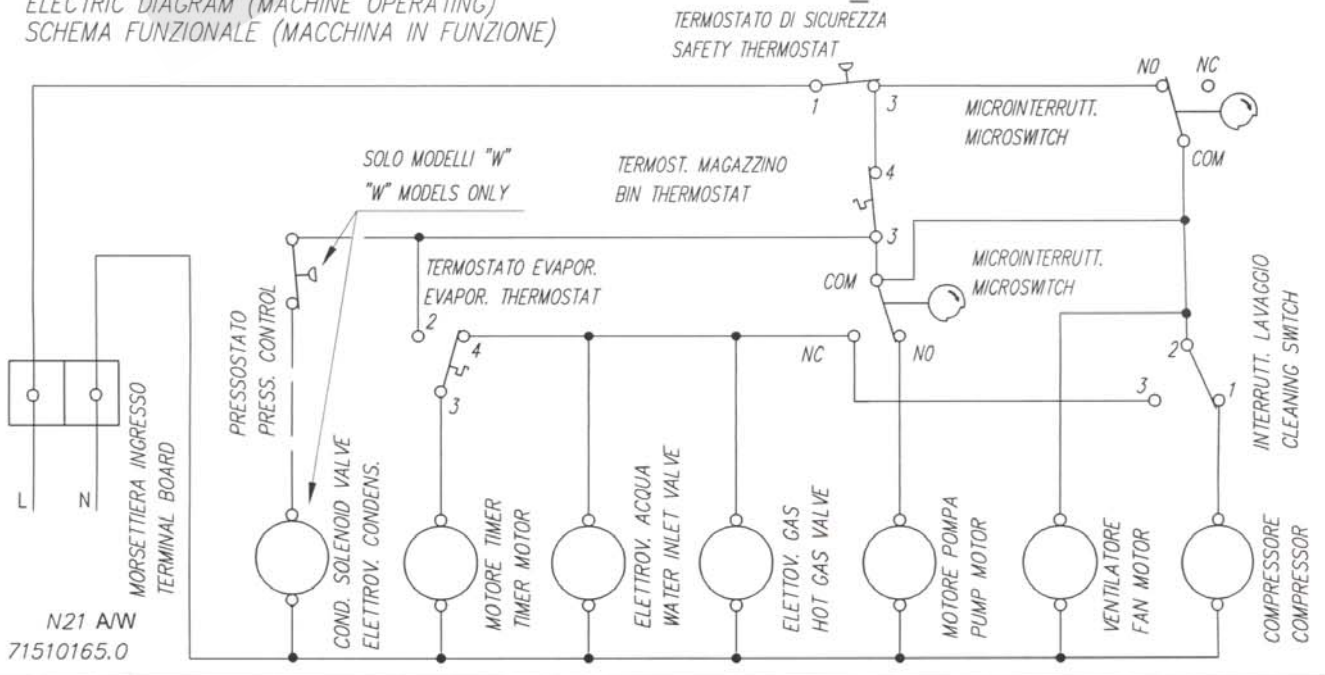 ELECTRIC DIAGRAM (MACHINE OPERATING)
SCHEMA FUNZIONALE (MACCHINA IN FUNZIONE)
TERMOSTATO DI SICUREZZA
SAFETY THERMOSTAT
1
3
NO
NC
MICROINTERRUTT.
MICROSWITCH
COM
SOLO MODELLI "W"
"W" MODELS ONLY
TERMOST. MAGAZZINO
BIN THERMOSTAT
4
3
TERMOSTATO EVAPOR.
EVAPOR. THERMOSTAT
COM
MICROINTERRUTT.
MICROSWITCH
2
4
3
NC
NO
2
3
1
PRESSOSTATO
PRESS. CONTROL
INTERRUTT. LAVAGGIO
CLEANING SWITCH
L
N
MORSETTIERA INGRESSO
TERMINAL BOARD
COND. SOLENOID VALVE
ELETTROV. CONDENS.
MOTORE TIMER
TIMER MOTOR
ELETTROV. ACQUA
WATER INLET VALVE
ELETTOV. GAS
HOT GAS VALVE
MOTORE POMPA
PUMP MOTOR
VENTILATORE
FAN MOTOR
COMPRESSORE
COMPRESSOR
N21 A/W
71510165.0